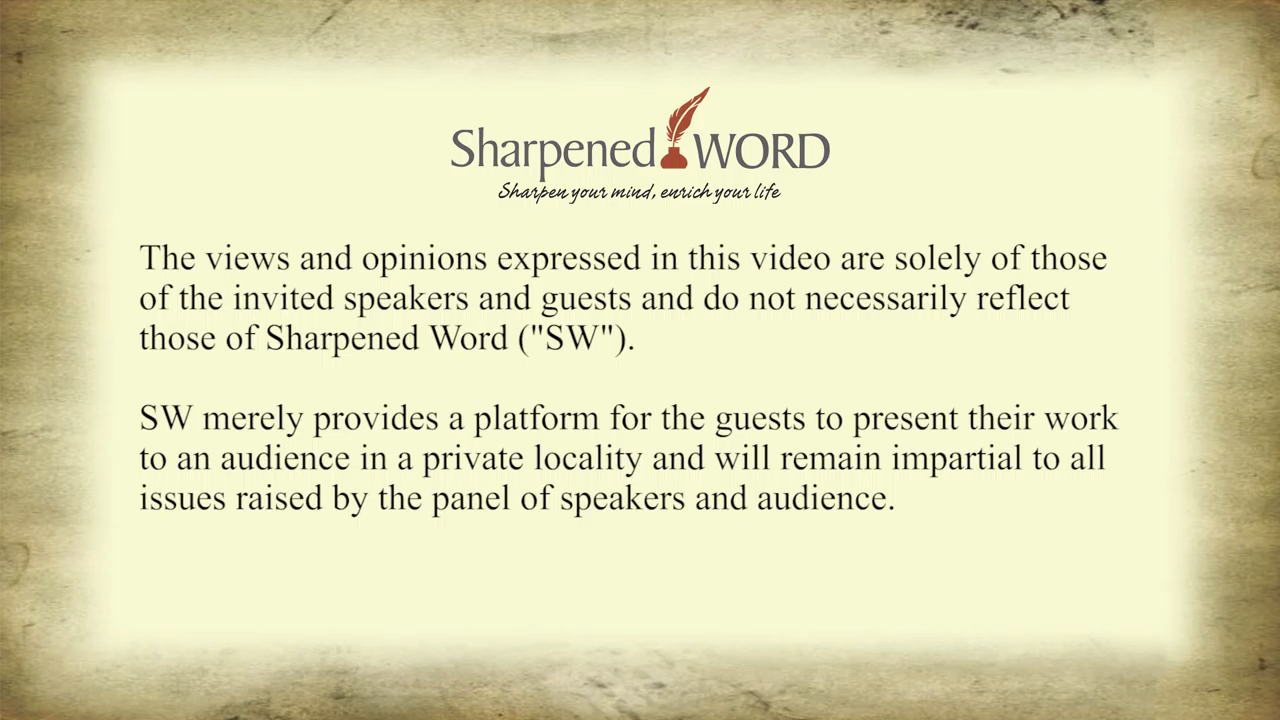 Sharpened WORD
Sharpen your mind, enrich your life
The views and opinions expressed in this video are solely of those
of the invited speakers and guests and do not necessarily reflect
those of Sharpened Word ("SW").
SW merely provides a platform for the guests to present their work
to an audience in a private locality and will remain impartial to all
issues raised by the panel of speakers and audience.